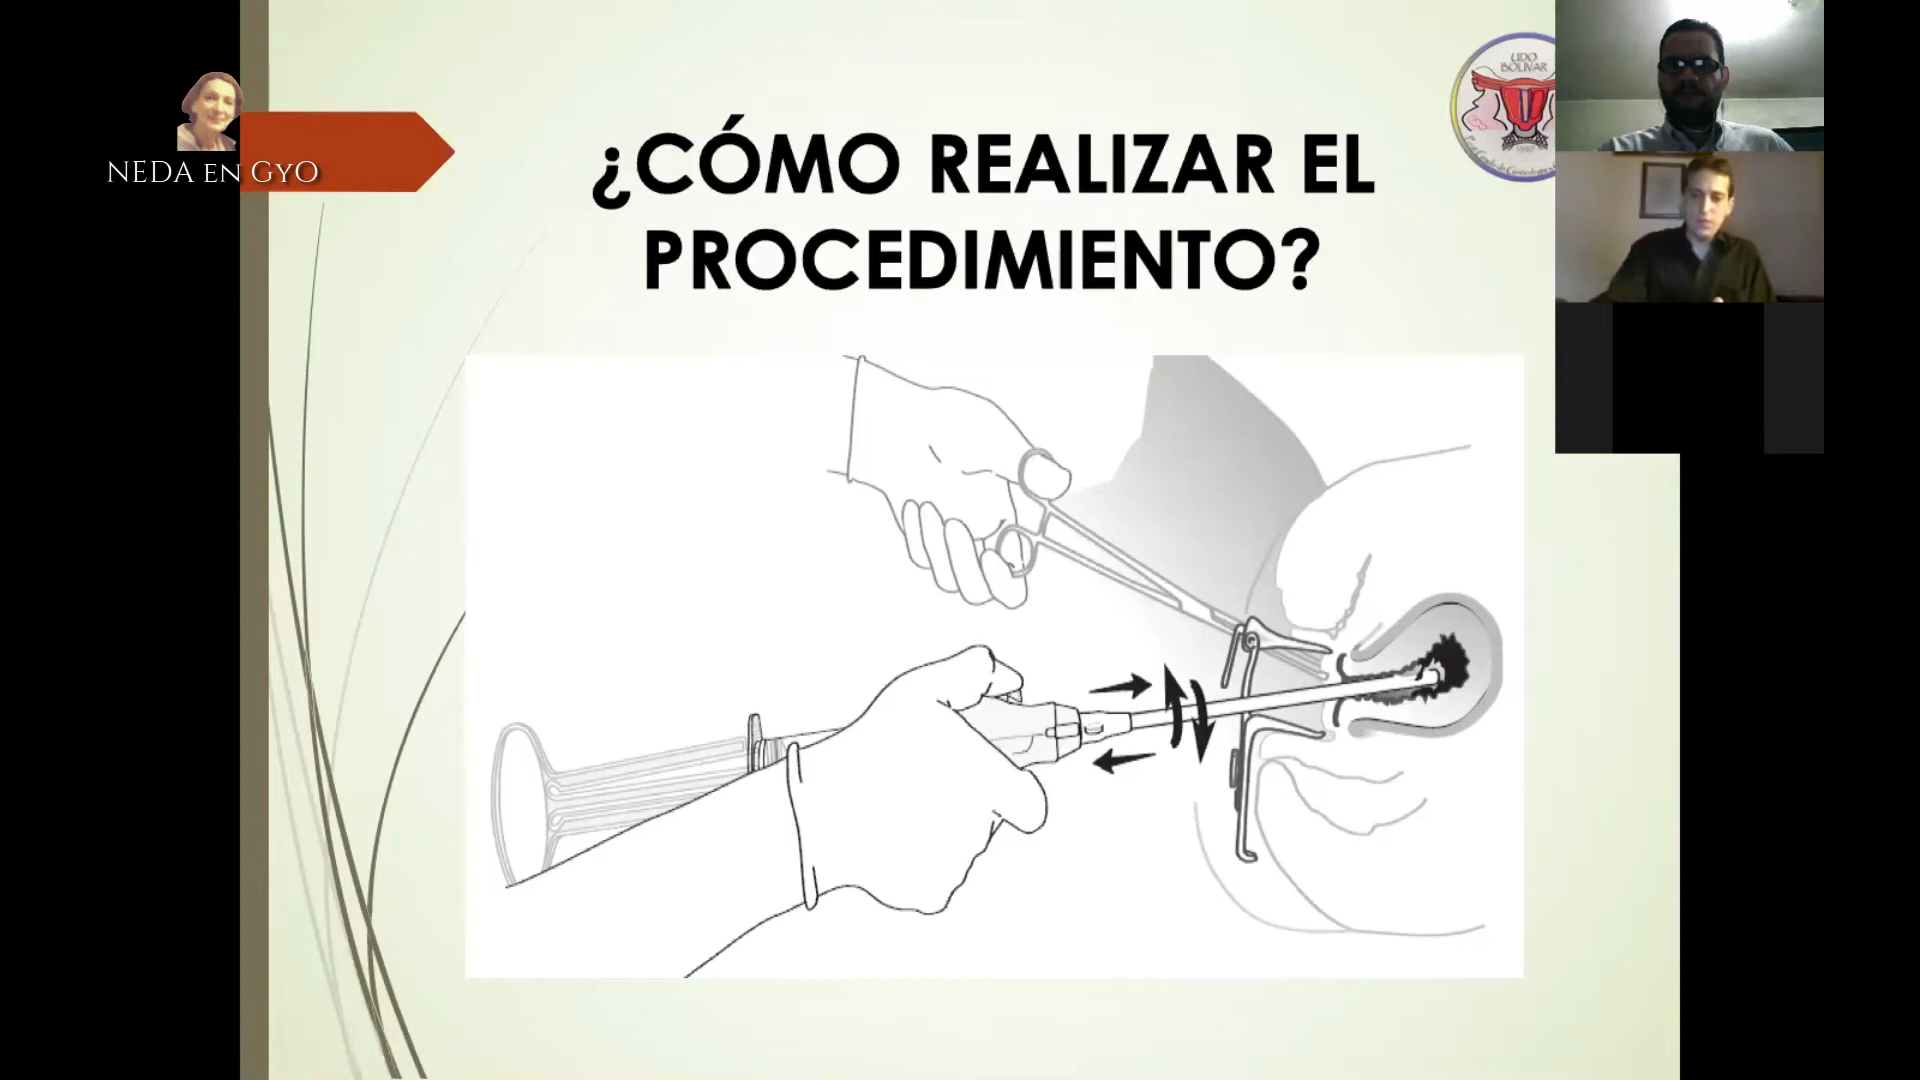 NEDA EN GYO
¿CÓMO REALIZAR EL
PROCEDIMIENTO?
UDO
BOLIVAR